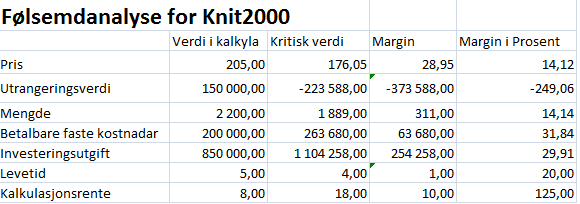 Følsemdanalyse for Knit2000
Verdi i kalkyla Kritisk verdi Margin Margin i Prosent
Pris 205,00 176,05 28,95 14,12
Utrangeringsverdi 150 000,00 -223 588,00 -373 588,00 -249,06
Mengde 2 200,00 1 889,00 311,00 14,14
Betalbare faste kostnadar 200 000,00 263 680,00 63 680,00 31,84
Investeringsutgift 850 000,00 1 104 258,00 254 258,00 29,91
Levetid 5,00 4,00 1,00 20,00
Kalkulasjonsrente 8,00 18,00 10,00 125,00